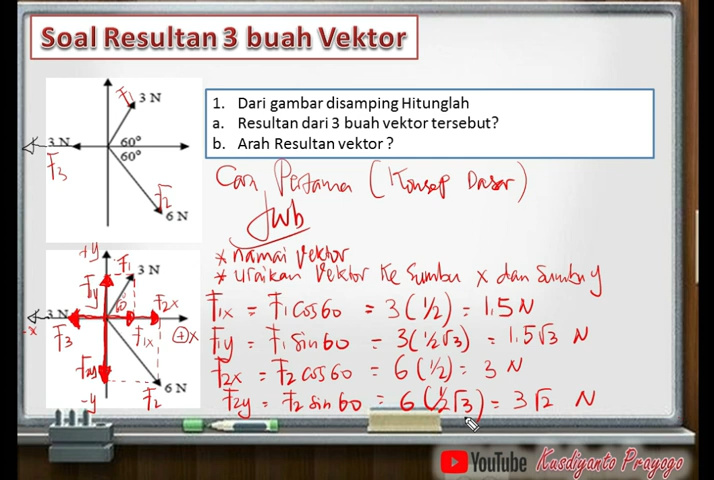 Soal Resultan 3 buah Vektor
F1 3 N
3 N
60°
60°
F3
F2
6 N
1. Dari gambar disamping Hitunglah
a. Resultan dari 3 buah vektor tersebut?
b. Arah Resultan vektor ?
Cara Pertama (Konsep Dasar)
Jwb
* namai vektor
* uraikan vektor ke sumbu x dan sumbu y
F1x = F1 cos 60 = 3 (1/2) = 1,5 N
F1y = F1 sin 60 = 3 (1/2 √3) = 1,5 √3 N
F2x = F2 cos 60 = 6 (1/2) = 3 N
F2y = F2 sin 60 = 6 (1/2 √3) = 3 √2 N
+y
F1
3 N
F1y
60
F2x
3 N
-x
F3
F1x
+x
F2y
6 N
-y
F2
YouTube Kusdiyanto Prayogo